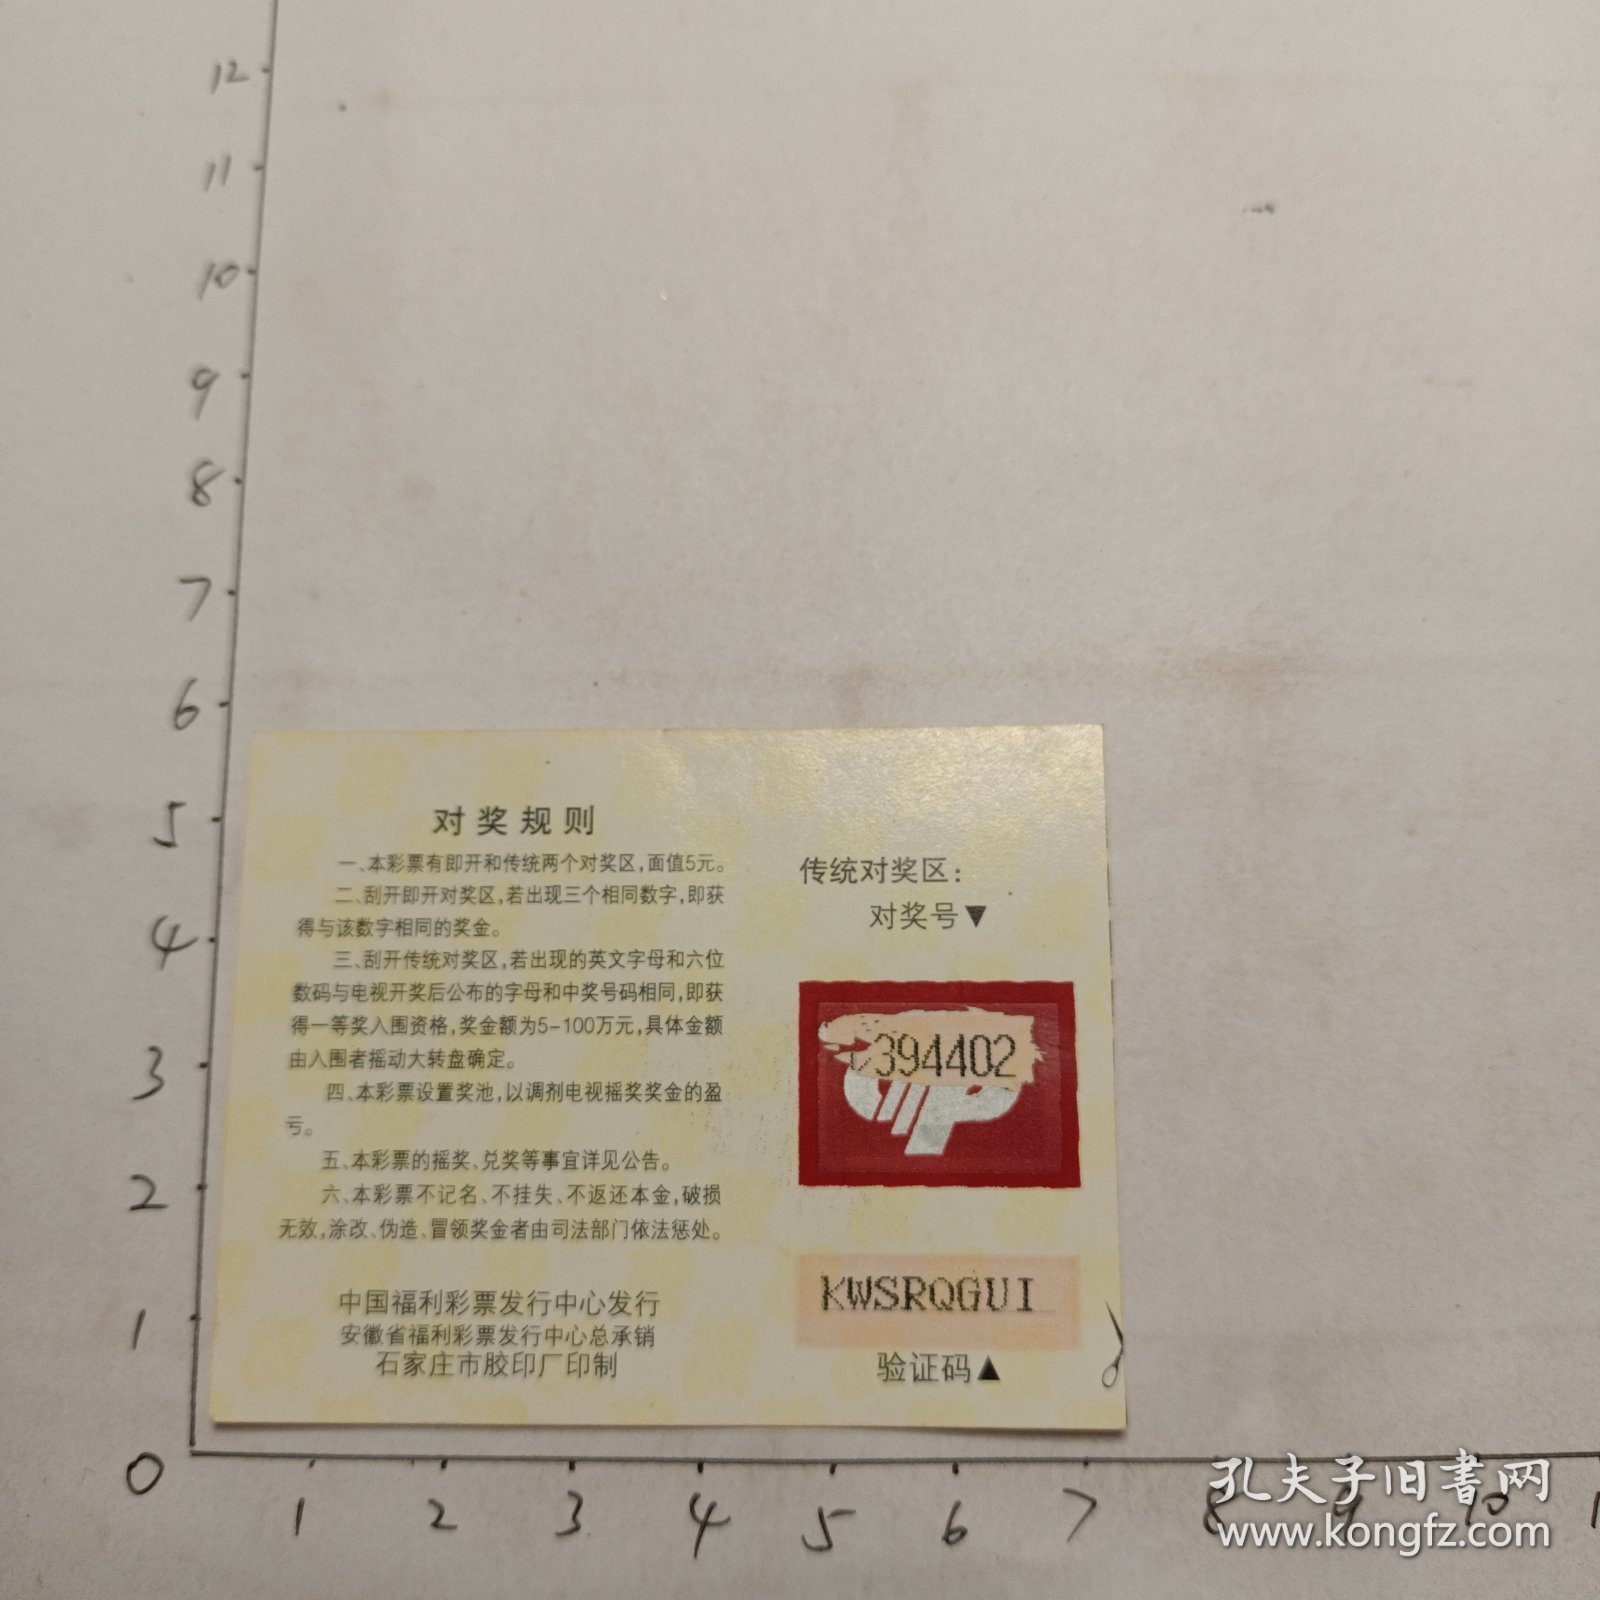 12
11
10
9
8
7
6
5
4
3
2
1
0
对奖规则
一、本彩票有即开和传统两个对奖区,面值5元。
二、刮开即开对奖区,若出现三个相同数字,即获
得与该数字相同的奖金。
三、刮开传统对奖区,若出现的英文字母和六位
数码与电视开奖后公布的字母和中奖号码相同,即获
得一等奖入围资格,奖金额为5-100万元,具体金额
由入围者摇动大转盘确定。
四、本彩票设置奖池,以调剂电视摇奖奖金的盈
亏。
五、本彩票的摇奖、兑奖等事宜详见公告。
六、本彩票不记名、不挂失、不返还本金,破损
无效,涂改、伪造、冒领奖金者由司法部门依法惩处。
中国福利彩票发行中心发行
安徽省福利彩票发行中心总承销
石家庄市胶印厂印制
传统对奖区:
对奖号▼
394402
KWSRQGUI
验证码▲
1 2 3 4 5 6 7 8 9 10
孔夫子旧书网
www.kongfz.com